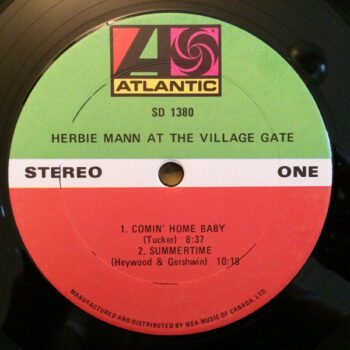 ATLANTIC
SD 1380
HERBIE MANN AT THE VILLAGE GATE
STEREO ONE
1. COMIN' HOME BABY
(Tucker) 8:37
2. SUMMERTIME
(Heywood & Gershwin) 10:18
MANUFACTURED AND DISTRIBUTED BY WEA MUSIC OF CANADA, LTD.